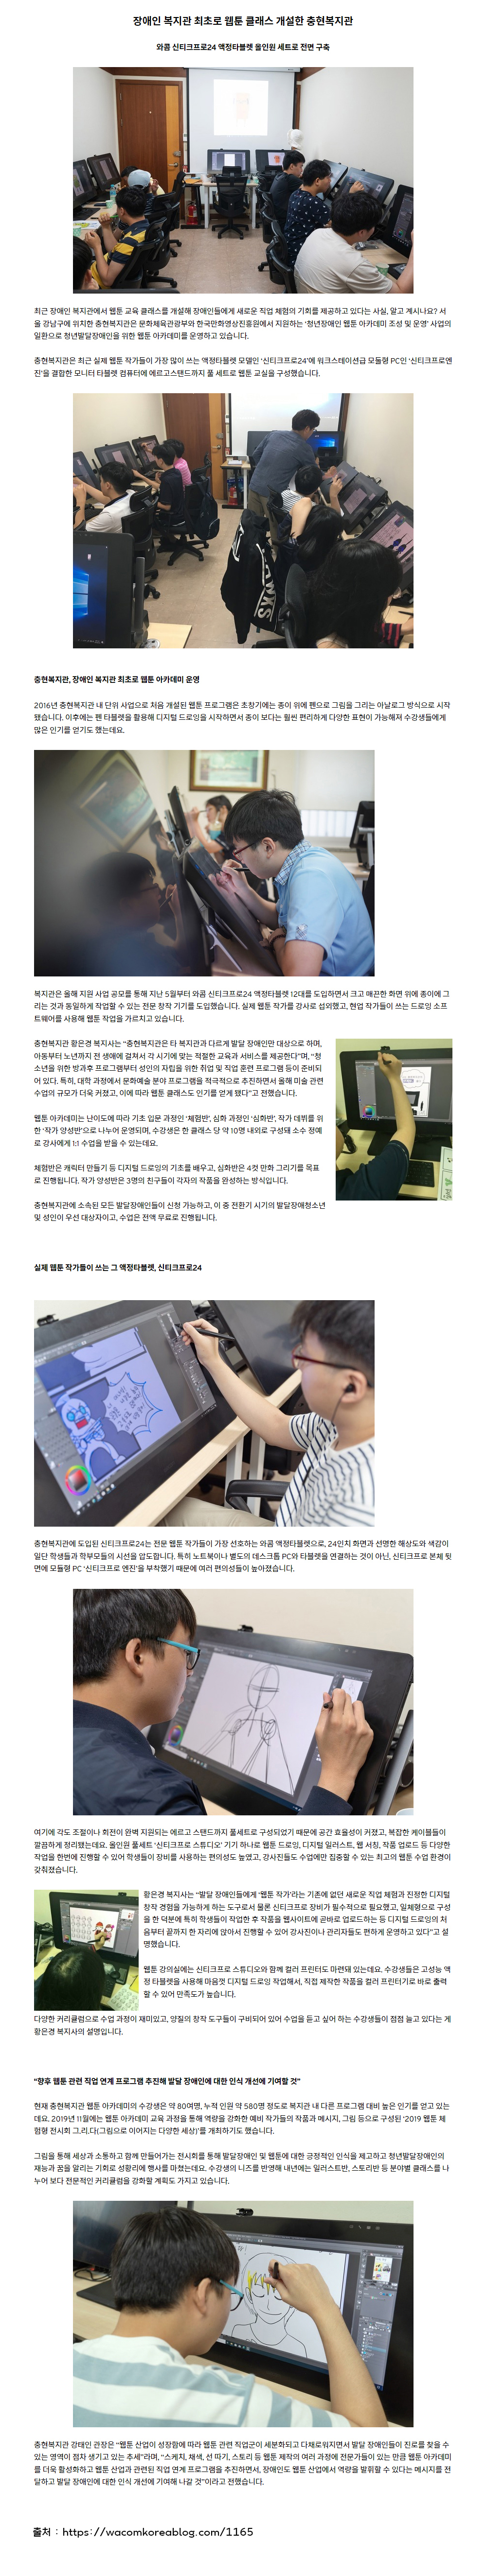 장애인 복지관 최초로 웹툰 클래스 개설한 충현복지관
와콤 신티크프로24 액정타블렛 올인원 세트로 전면 구축
최근 장애인 복지관에서 웹툰 교육 클래스를 개설해 장애인들에게 새로운 직업 체험의 기회를 제공하고 있다는 사실, 알고 계시나요? 서
울 강남구에 위치한 충현복지관은 문화체육관광부와 한국만화영상진흥원에서 지원하는 ‘청년장애인 웹툰 아카데미 조성 및 운영’ 사업의
일환으로 청년발달장애인을 위한 웹툰 아카데미를 운영하고 있습니다.
충현복지관은 최근 실제 웹툰 작가들이 가장 많이 쓰는 액정타블렛 모델인 ‘신티크프로24’에 워크스테이션급 모듈형 PC인 ‘신티크프로엔
진’을 결합한 모니터 타블렛 컴퓨터에 에르고스탠드까지 풀 세트로 웹툰 교실을 구성했습니다.
충현복지관, 장애인 복지관 최초로 웹툰 아카데미 운영
2016년 충현복지관 내 단위 사업으로 처음 개설된 웹툰 프로그램은 초창기에는 종이 위에 펜으로 그림을 그리는 아날로그 방식으로 시작
됐습니다. 이후에는 펜 타블렛을 활용해 디지털 드로잉을 시작하면서 종이 보다는 훨씬 편리하게 다양한 표현이 가능해져 수강생들에게
많은 인기를 얻기도 했는데요.
복지관은 올해 지원 사업 공모를 통해 지난 5월부터 와콤 신티크프로24 액정타블렛 12대를 도입하면서 크고 매끈한 화면 위에 종이에 그
리는 것과 동일하게 작업할 수 있는 전문 창작 기기를 도입했습니다. 실제 웹툰 작가를 강사로 섭외했고, 현업 작가들이 쓰는 드로잉 소프
트웨어를 사용해 웹툰 작업을 가르치고 있습니다.
충현복지관 황은경 복지사는 “충현복지관은 타 복지관과 다르게 발달 장애인만 대상으로 하며,
아동부터 노년까지 전 생애에 걸쳐서 각 시기에 맞는 적절한 교육과 서비스를 제공한다”며, “청
소년을 위한 방과후 프로그램부터 성인의 자립을 위한 취업 및 직업 훈련 프로그램 등이 준비되
어 있다. 특히, 대학 과정에서 문화예술 분야 프로그램을 적극적으로 추진하면서 올해 미술 관련
수업의 규모가 더욱 커졌고, 이에 따라 웹툰 클래스도 인기를 얻게 됐다”고 전했습니다.
웹툰 아카데미는 난이도에 따라 기초 입문 과정인 ‘체험반’, 심화 과정인 ‘심화반’, 작가 데뷔를 위
한 ‘작가 양성반’으로 나누어 운영되며, 수강생은 한 클래스 당 약 10명 내외로 구성돼 소수 정예
로 강사에게 1:1 수업을 받을 수 있는데요.
체험반은 캐릭터 만들기 등 디지털 드로잉의 기초를 배우고, 심화반은 4컷 만화 그리기를 목표
로 진행됩니다. 작가 양성반은 3명의 친구들이 각자의 작품을 완성하는 방식입니다.
충현복지관에 소속된 모든 발달장애인들이 신청 가능하고, 이 중 전환기 시기의 발달장애청소년
및 성인이 우선 대상자이고, 수업은 전액 무료로 진행됩니다.
실제 웹툰 작가들이 쓰는 그 액정타블렛, 신티크프로24
충현복지관에 도입된 신티크프로24는 전문 웹툰 작가들이 가장 선호하는 와콤 액정타블렛으로, 24인치 화면과 선명한 해상도와 색감이
일단 학생들과 학부모들의 시선을 압도합니다. 특히 노트북이나 별도의 데스크톱 PC와 타블렛을 연결하는 것이 아닌, 신티크프로 본체 뒷
면에 모듈형 PC ‘신티크프로 엔진’을 부착했기 때문에 여러 편의성들이 높아졌습니다.
여기에 각도 조절이나 회전이 완벽 지원되는 에르고 스탠드까지 풀세트로 구성되었기 때문에 공간 효율성이 커졌고, 복잡한 케이블들이
깔끔하게 정리됐는데요. 올인원 풀세트 ‘신티크프로 스튜디오’ 기기 하나로 웹툰 드로잉, 디지털 일러스트, 웹 서칭, 작품 업로드 등 다양한
작업을 한번에 진행할 수 있어 학생들이 장비를 사용하는 편의성도 높였고, 강사진들도 수업에만 집중할 수 있는 최고의 웹툰 수업 환경이
갖춰졌습니다.
황은경 복지사는 “발달 장애인들에게 ‘웹툰 작가’라는 기존에 없던 새로운 직업 체험과 진정한 디지털
창작 경험을 가능하게 하는 도구로서 물론 신티크프로 장비가 필수적으로 필요했고, 일체형으로 구성
을 한 덕분에 특히 학생들이 작업한 후 작품을 웹사이트에 곧바로 업로드하는 등 디지털 드로잉의 처
음부터 끝까지 한 자리에 앉아서 진행할 수 있어 강사진이나 관리자들도 편하게 운영하고 있다”고 설
명했습니다.
웹툰 강의실에는 신티크프로 스튜디오와 함께 컬러 프린터도 마련돼 있는데요. 수강생들은 고성능 액
정 타블렛을 사용해 마음껏 디지털 드로잉 작업해서, 직접 제작한 작품을 컬러 프린터기로 바로 출력
할 수 있어 만족도가 높습니다.
다양한 커리큘럼으로 수업 과정이 재미있고, 양질의 창작 도구들이 구비되어 있어 수업을 듣고 싶어 하는 수강생들이 점점 늘고 있다는 게
황은경 복지사의 설명입니다.
“향후 웹툰 관련 직업 연계 프로그램 추진해 발달 장애인에 대한 인식 개선에 기여할 것”
현재 충현복지관 웹툰 아카데미의 수강생은 약 80여명, 누적 인원 약 580명 정도로 복지관 내 다른 프로그램 대비 높은 인기를 얻고 있는
데요. 2019년 11월에는 웹툰 아카데미 교육 과정을 통해 역량을 강화한 예비 작가들의 작품과 메시지, 그림 등으로 구성된 ‘2019 웹툰 체
험형 전시회 그.리.다(그림으로 이어지는 다양한 세상)’를 개최하기도 했습니다.
그림을 통해 세상과 소통하고 함께 만들어가는 전시회를 통해 발달장애인 및 웹툰에 대한 긍정적인 인식을 제고하고 청년발달장애인의
재능과 꿈을 알리는 기회로 성황리에 행사를 마쳤는데요. 수강생의 니즈를 반영해 내년에는 일러스트반, 스토리반 등 분야별 클래스를 나
누어 보다 전문적인 커리큘럼을 강화할 계획도 가지고 있습니다.
충현복지관 강태인 관장은 “웹툰 산업이 성장함에 따라 웹툰 관련 직업군이 세분화되고 다채로워지면서 발달 장애인들이 진로를 찾을 수
있는 영역이 점차 생기고 있는 추세”라며, “스케치, 채색, 선 따기, 스토리 등 웹툰 제작의 여러 과정에 전문가들이 있는 만큼 웹툰 아카데미
를 더욱 활성화하고 웹툰 산업과 관련된 직업 연계 프로그램을 추진하면서, 장애인도 웹툰 산업에서 역량을 발휘할 수 있다는 메시지를 전
달하고 발달 장애인에 대한 인식 개선에 기여해 나갈 것”이라고 전했습니다.
출처 : https://wacomkoreablog.com/1165